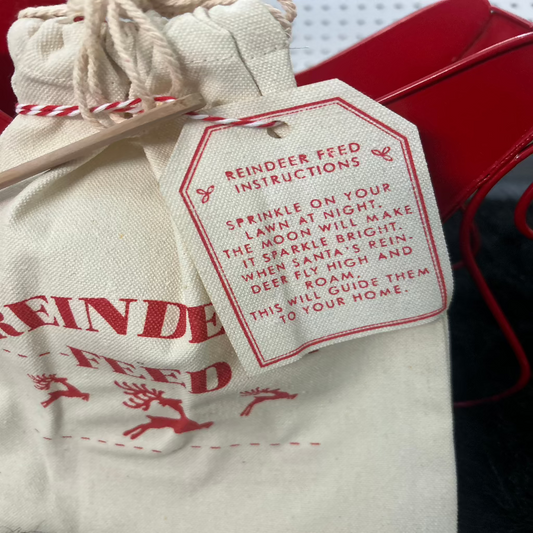 REINDEER FEED
INSTRUCTIONS
SPRINKLE ON YOUR
LAWN AT NIGHT.
THE MOON WILL MAKE
IT SPARKLE BRIGHT.
WHEN SANTA'S REIN-
DEER FLY HIGH AND
ROAM.
THIS WILL GUIDE THEM
TO YOUR HOME.
REINDE
FEED